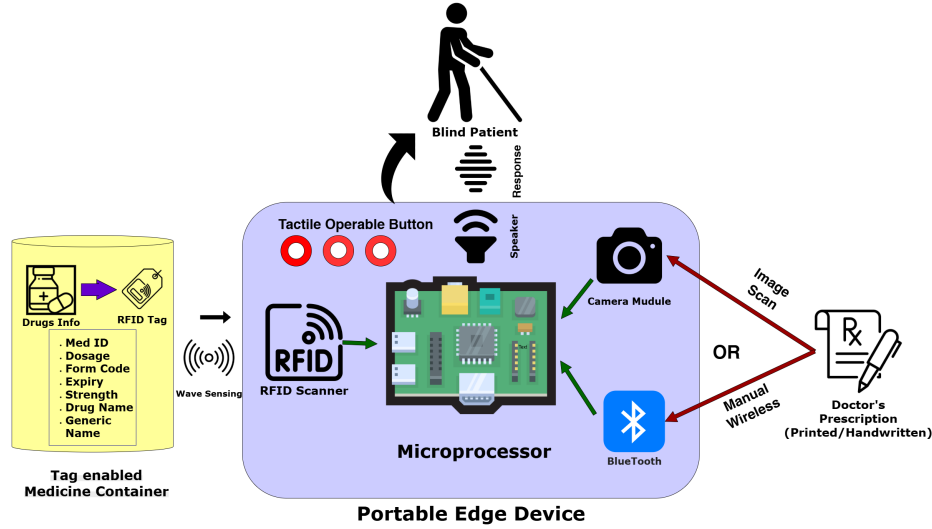 Blind Patient
Response
Tactile Operable Button
Speaker
Camera Mudule
Drugs Info
RFID Tag
. Med ID
. Dosage
. Form Code
. Expiry
. Strength
. Drug Name
. Generic
Name
Wave Sensing
RFID
RFID Scanner
Text
Microprocessor
BlueTooth
Image
Scan
OR
Manual
Wireless
Rx
Doctor's
Prescription
(Printed/Handwritten)
Tag enabled
Medicine Container
Portable Edge Device